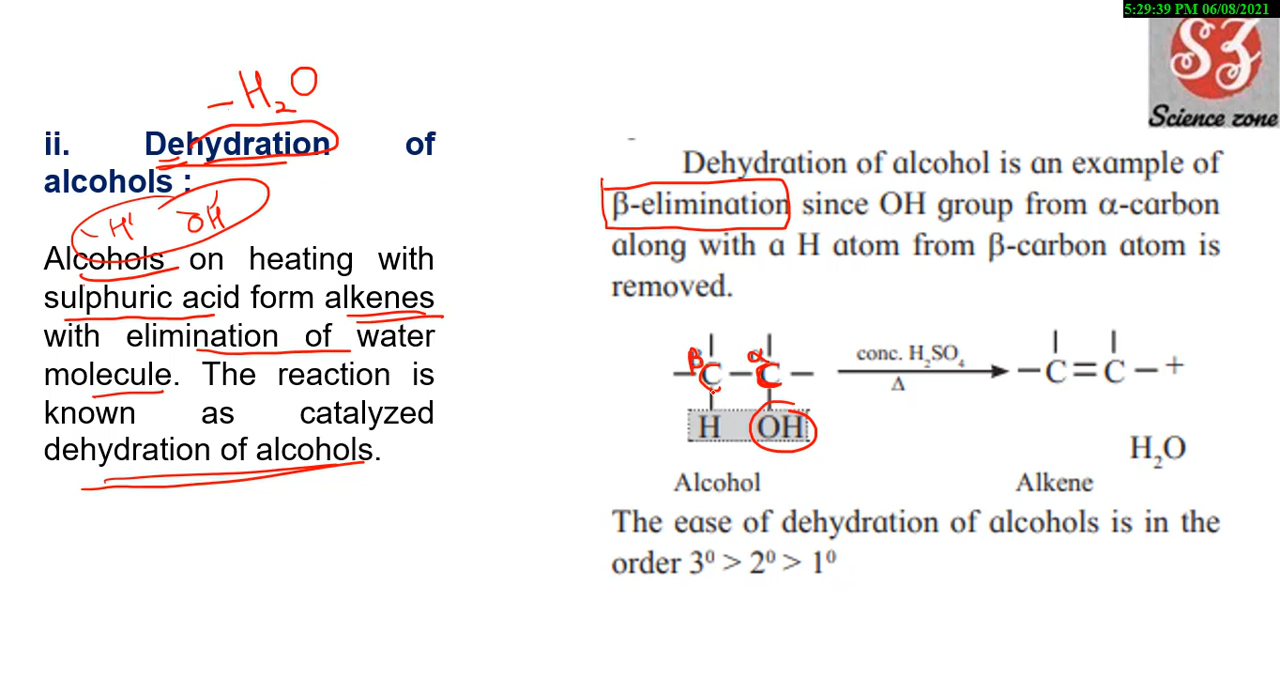 5:29:39 PM 06/08/2021
SZ
Science zone
–H₂O
ii. Dehydration of
alcohols :
H OH
Alcohols on heating with
sulphuric acid form alkenes
with elimination of water
molecule. The reaction is
known as catalyzed
dehydration of alcohols.
Dehydration of alcohol is an example of
β-elimination since OH group from α-carbon
along with a H atom from β-carbon atom is
removed.
β α
–C–C– conc. H₂SO₄ –C=C– +
Δ
H OH
H₂O
Alcohol Alkene
The ease of dehydration of alcohols is in the
order 3⁰ > 2⁰ > 1⁰